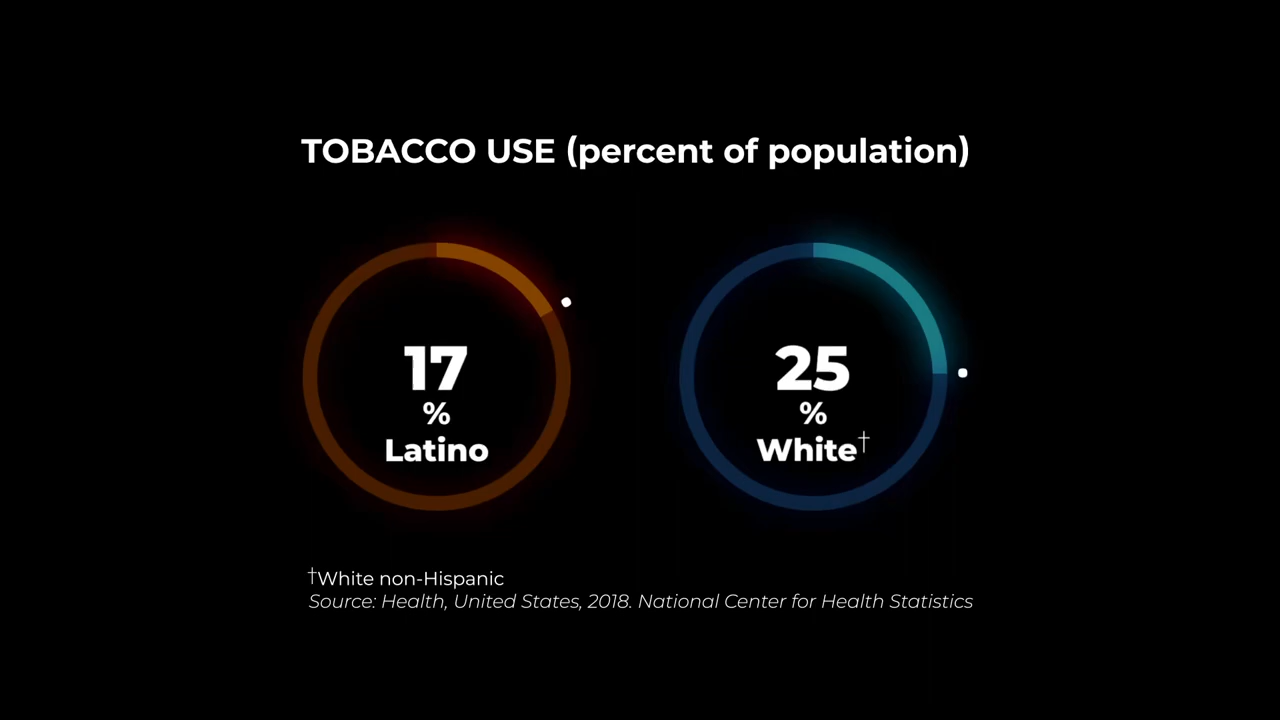 TOBACCO USE (percent of population)
17
%
Latino
25
%
White†
†White non-Hispanic
Source: Health, United States, 2018. National Center for Health Statistics